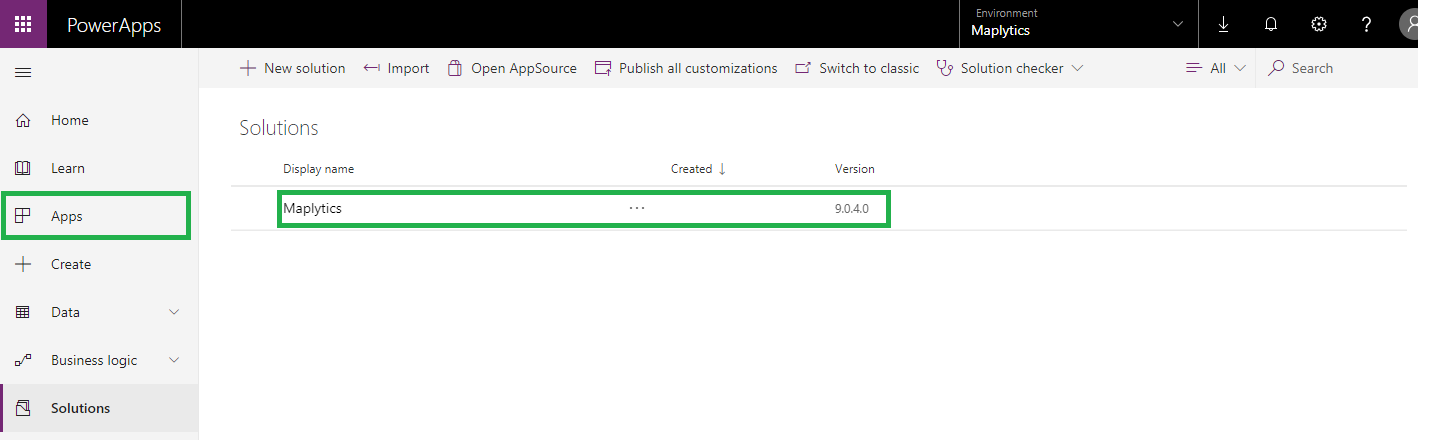 PowerApps
Environment
Maplytics
New solution
Import
Open AppSource
Publish all customizations
Switch to classic
Solution checker
All
Search
Home
Learn
Apps
Create
Data
Business logic
Solutions
Solutions
Display name
Created
Version
Maplytics
9.0.4.0